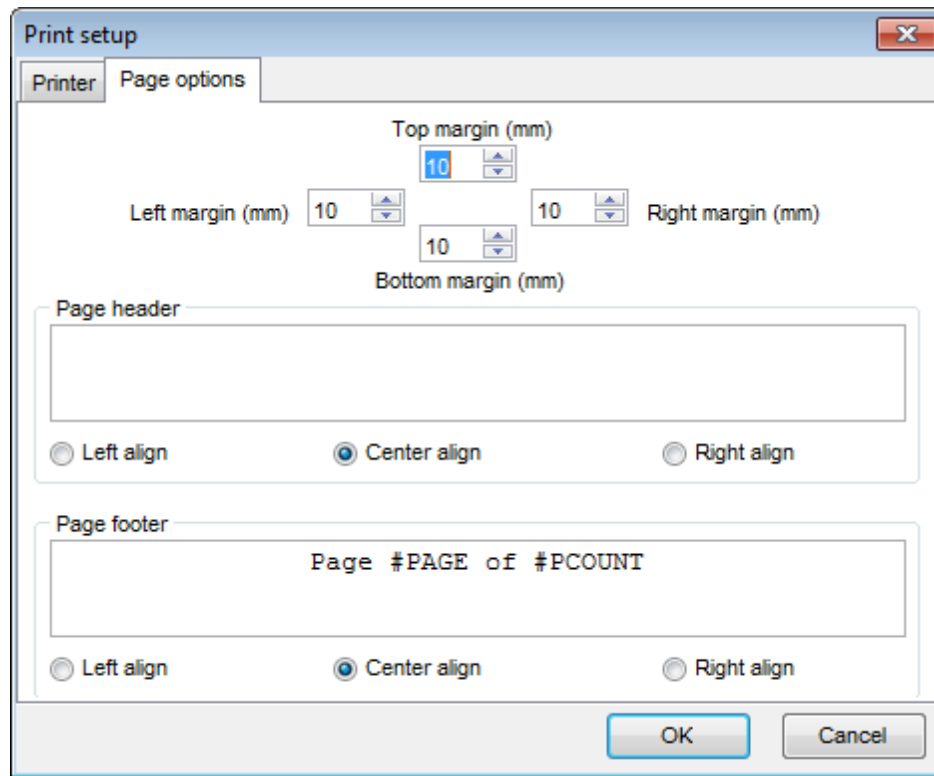 Print setup
Printer Page options
Top margin (mm)
10
Left margin (mm) 10 10 Right margin (mm)
10
Bottom margin (mm)
Page header
Left align Center align Right align
Page footer
Page #PAGE of #PCOUNT
Left align Center align Right align
OK Cancel